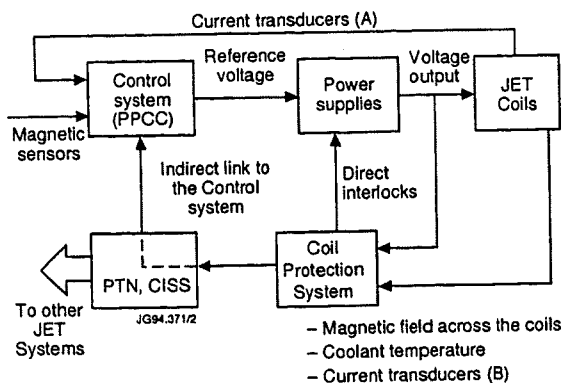 Current transducers (A)
Control
system
(PPCC)
Reference
voltage
Power
supplies
Voltage
output
JET
Coils
Magnetic
sensors
Indirect link to
the Control
system
Direct
interlocks
PTN, CISS
Coil
Protection
System
To other
JET
Systems
JG94.371/2
– Magnetic field across the coils
– Coolant temperature
– Current transducers (B)